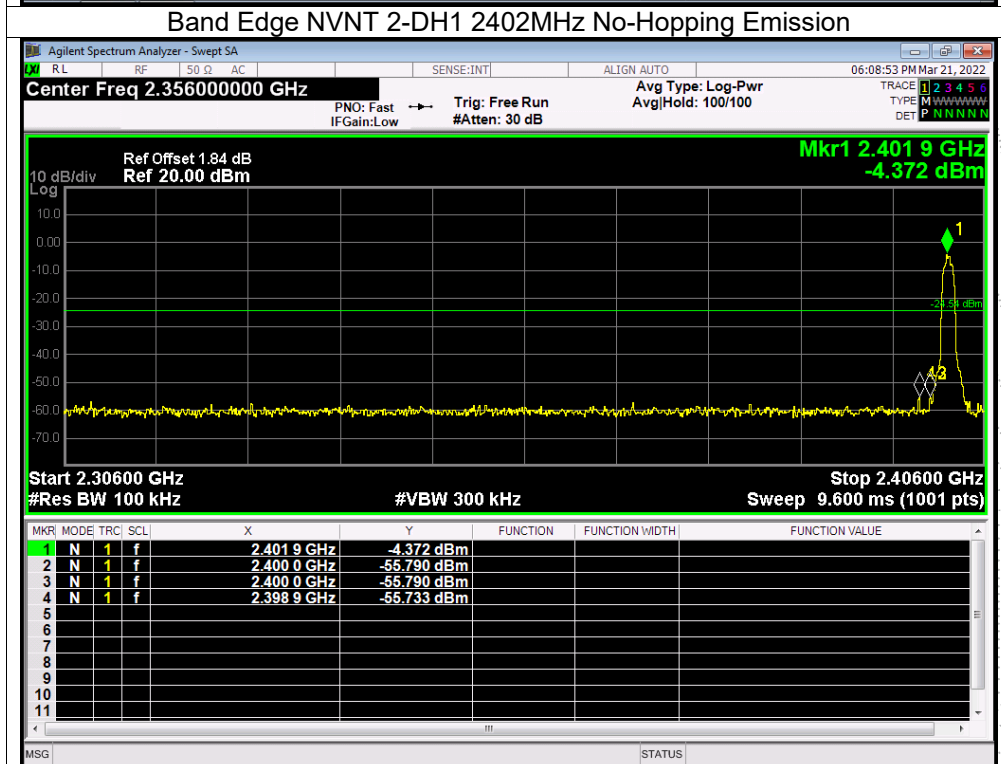 Band Edge NVNT 2-DH1 2402MHz No-Hopping Emission
Agilent Spectrum Analyzer - Swept SA
LXI RL RF 50 Ω AC SENSE:INT ALIGN AUTO 06:08:53 PM Mar 21, 2022
Center Freq 2.356000000 GHz
PNO: Fast
IFGain:Low
Trig: Free Run
#Atten: 30 dB
Avg Type: Log-Pwr
Avg|Hold: 100/100
TRACE 1 2 3 4 5 6
TYPE M W W W W W
DET P N N N N N
Mkr1 2.401 9 GHz
-4.372 dBm
Ref Offset 1.84 dB
10 dB/div Ref 20.00 dBm
Log
10.0
0.00
-10.0
-20.0
-30.0
-40.0
-50.0
-60.0
-70.0
1
-24.54 dBm
Start 2.30600 GHz Stop 2.40600 GHz
#Res BW 100 kHz #VBW 300 kHz Sweep 9.600 ms (1001 pts)
MKR MODE TRC SCL X Y FUNCTION FUNCTION WIDTH FUNCTION VALUE
1 N 1 f 2.401 9 GHz -4.372 dBm
2 N 1 f 2.400 0 GHz -55.790 dBm
3 N 1 f 2.400 0 GHz -55.790 dBm
4 N 1 f 2.398 9 GHz -55.733 dBm
5
6
7
8
9
10
11
MSG STATUS